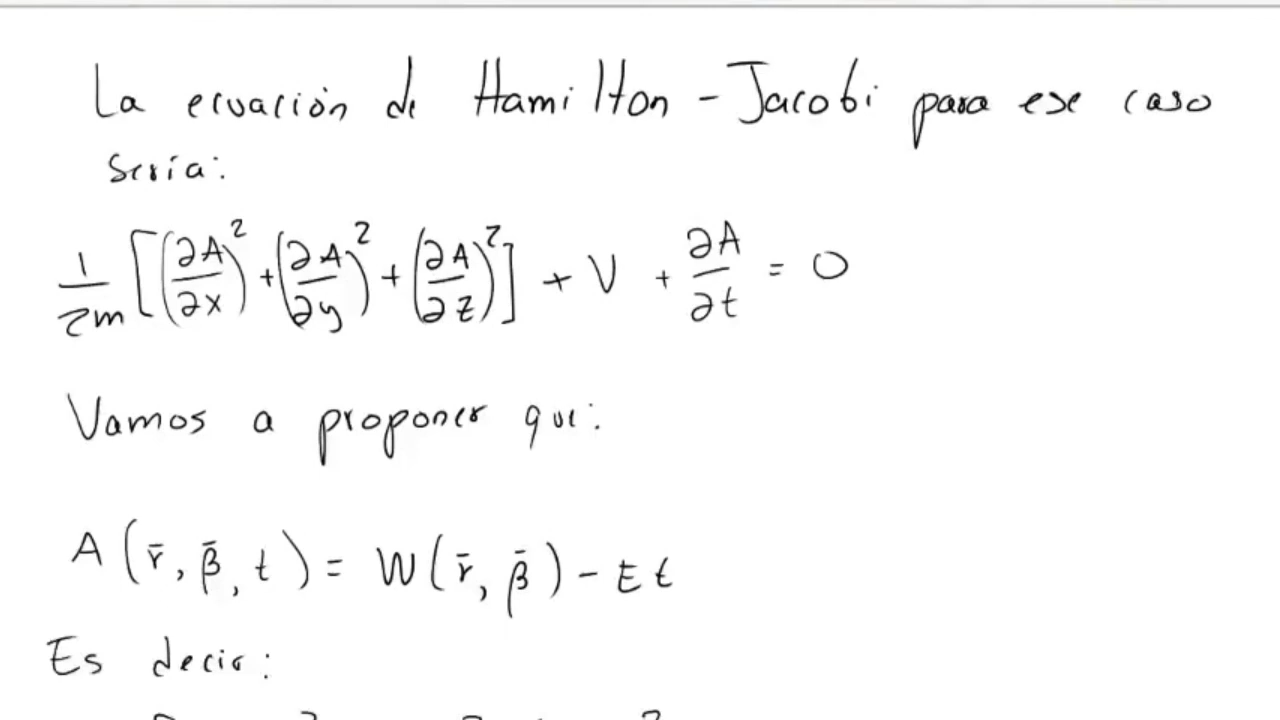 La ecuación de Hamilton - Jacobi para ese caso
sería:
1/2m [(∂A/∂x)² + (∂A/∂y)² + (∂A/∂z)²] + V + ∂A/∂t = 0
Vamos a proponer que:
A(r̄, β̄, t) = W(r̄, β̄) - Et
Es decir: